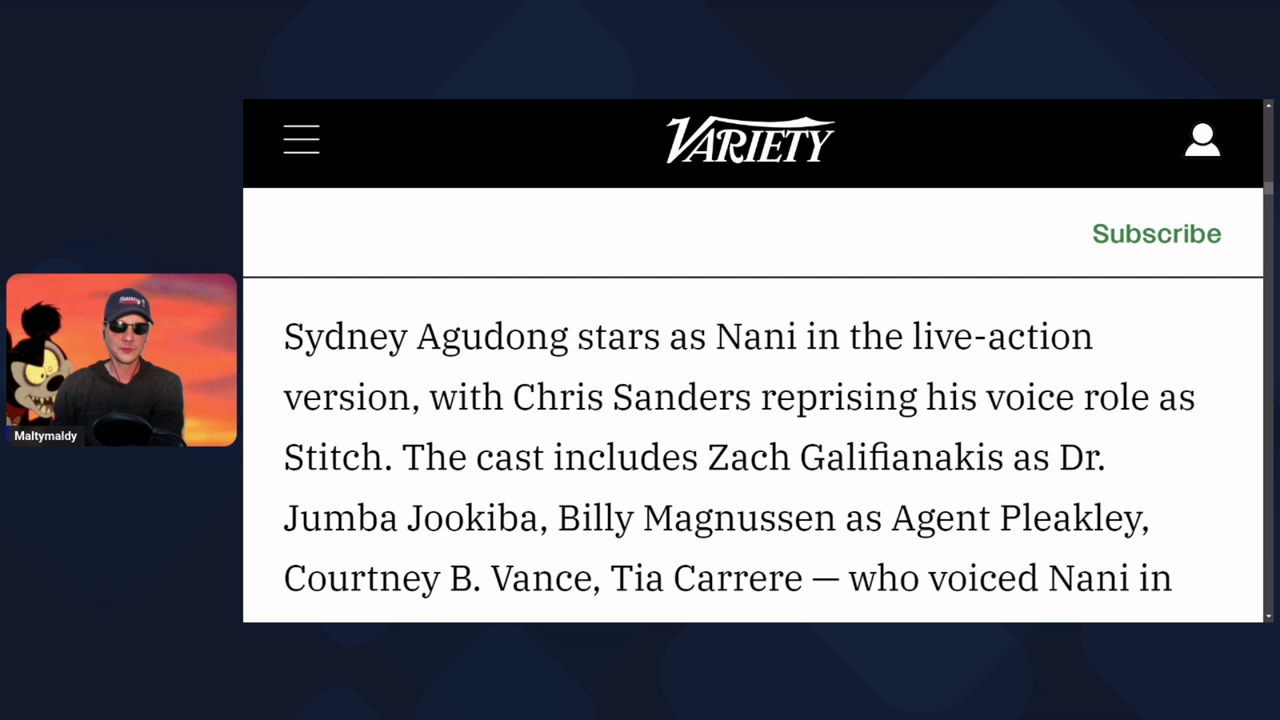 VARIETY
Subscribe
Sydney Agudong stars as Nani in the live-action
version, with Chris Sanders reprising his voice role as
Stitch. The cast includes Zach Galifianakis as Dr.
Jumba Jookiba, Billy Magnussen as Agent Pleakley,
Courtney B. Vance, Tia Carrere — who voiced Nani in
Maltymaldy